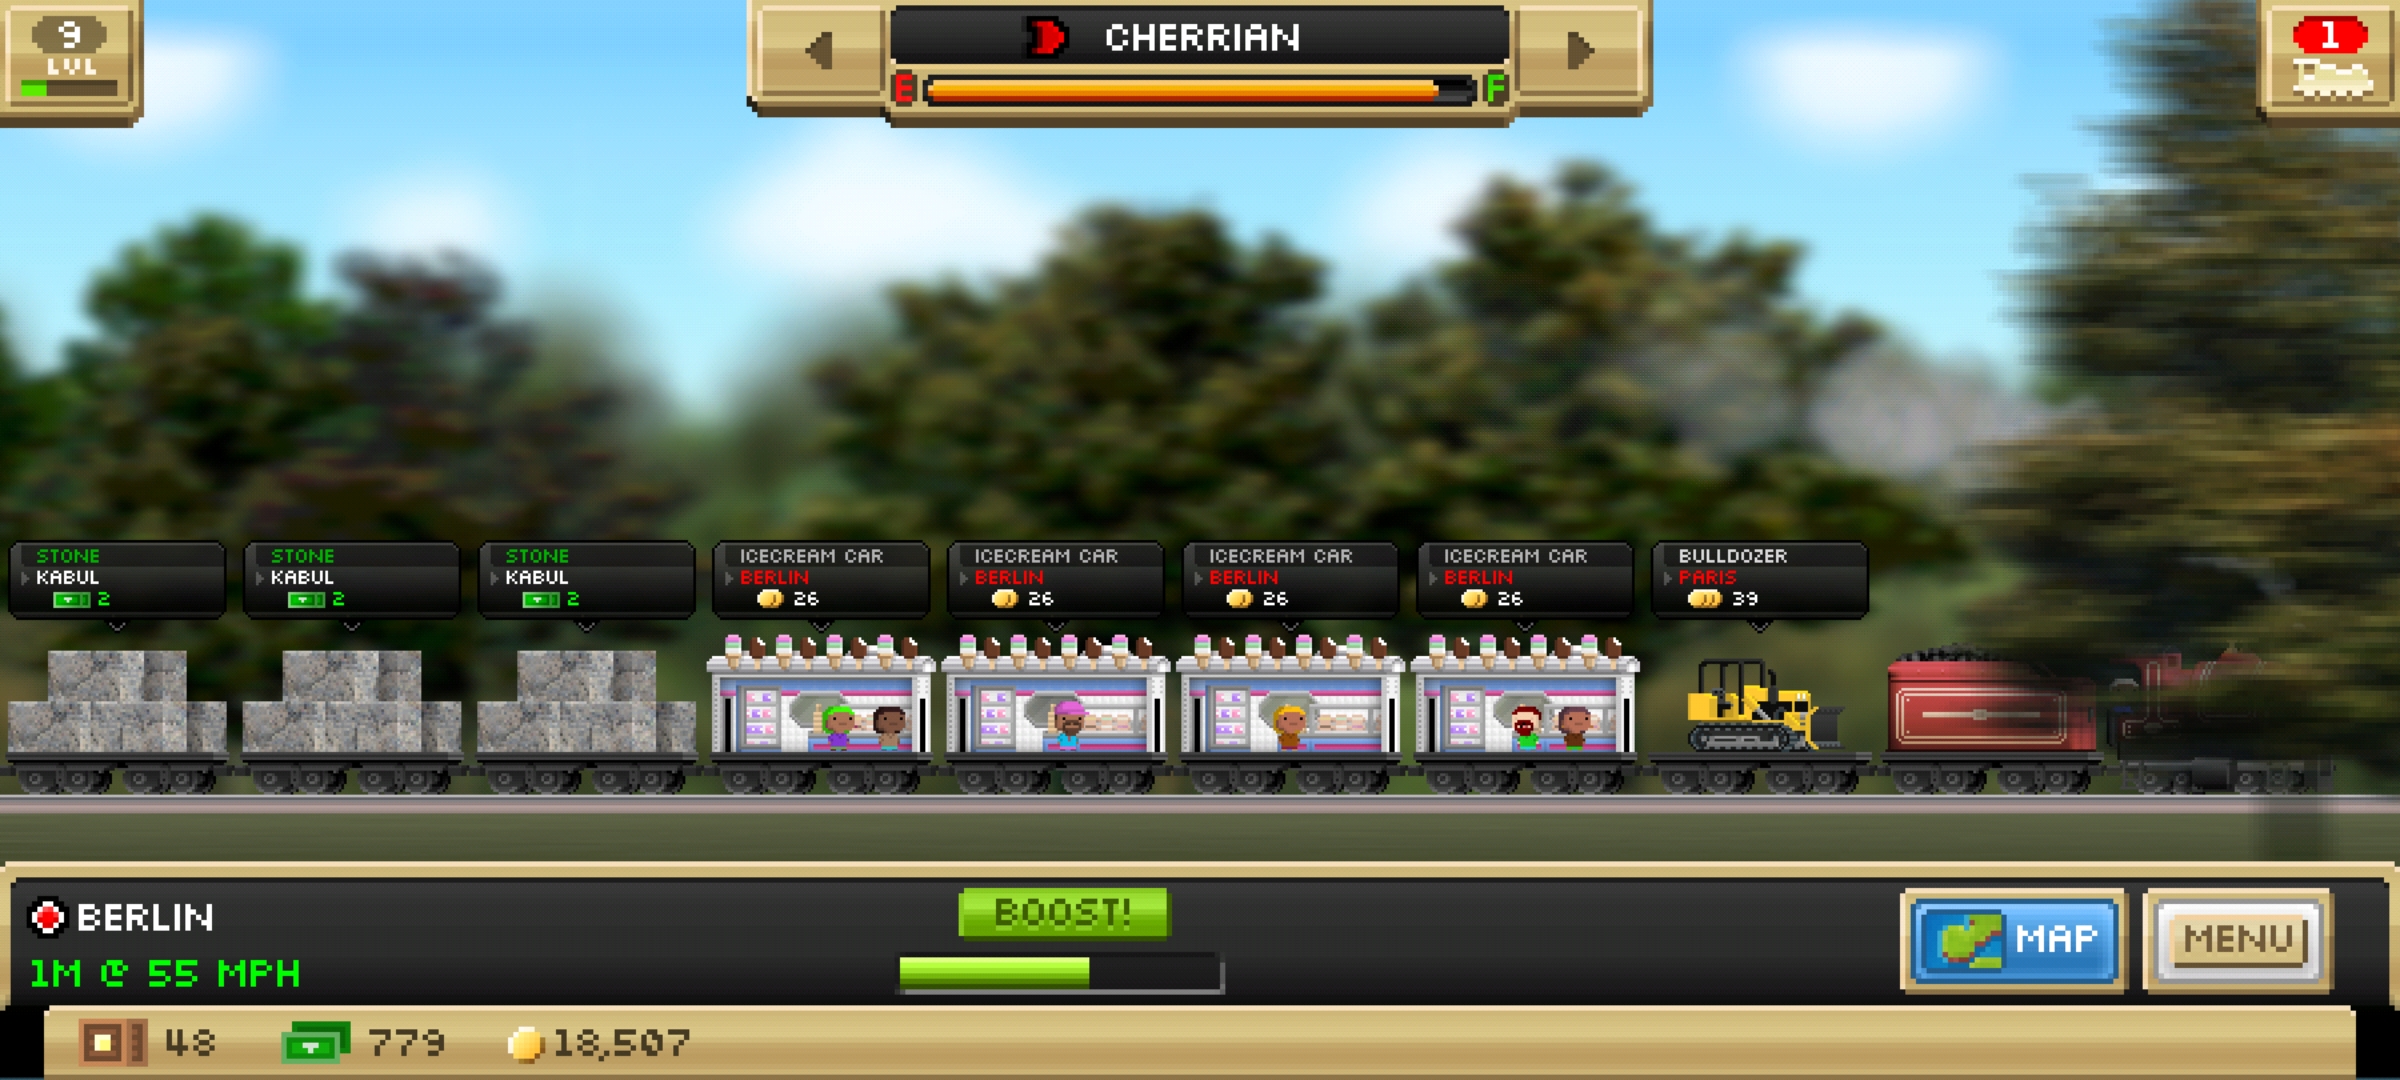 9
LVL
CHERRIAN
E F
1
STONE
KABUL
2
STONE
KABUL
2
STONE
KABUL
2
ICECREAM CAR
BERLIN
26
ICECREAM CAR
BERLIN
26
ICECREAM CAR
BERLIN
26
ICECREAM CAR
BERLIN
26
BULLDOZER
PARIS
39
BERLIN
1M @ 55 MPH
BOOST!
MAP
MENU
48 779 18,507